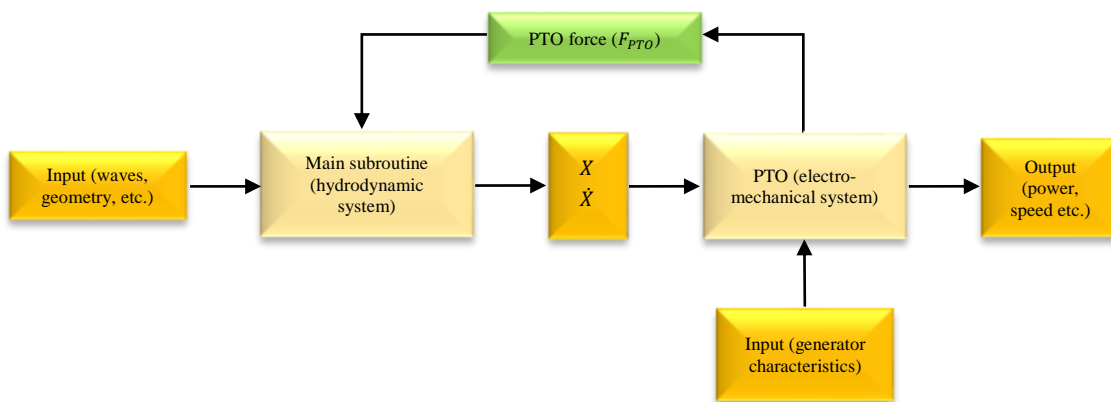 PTO force (F_PTO)
Input (waves,
geometry, etc.)
Main subroutine
(hydrodynamic
system)
X
Ẋ
PTO (electro-
mechanical system)
Output
(power,
speed etc.)
Input (generator
characteristics)